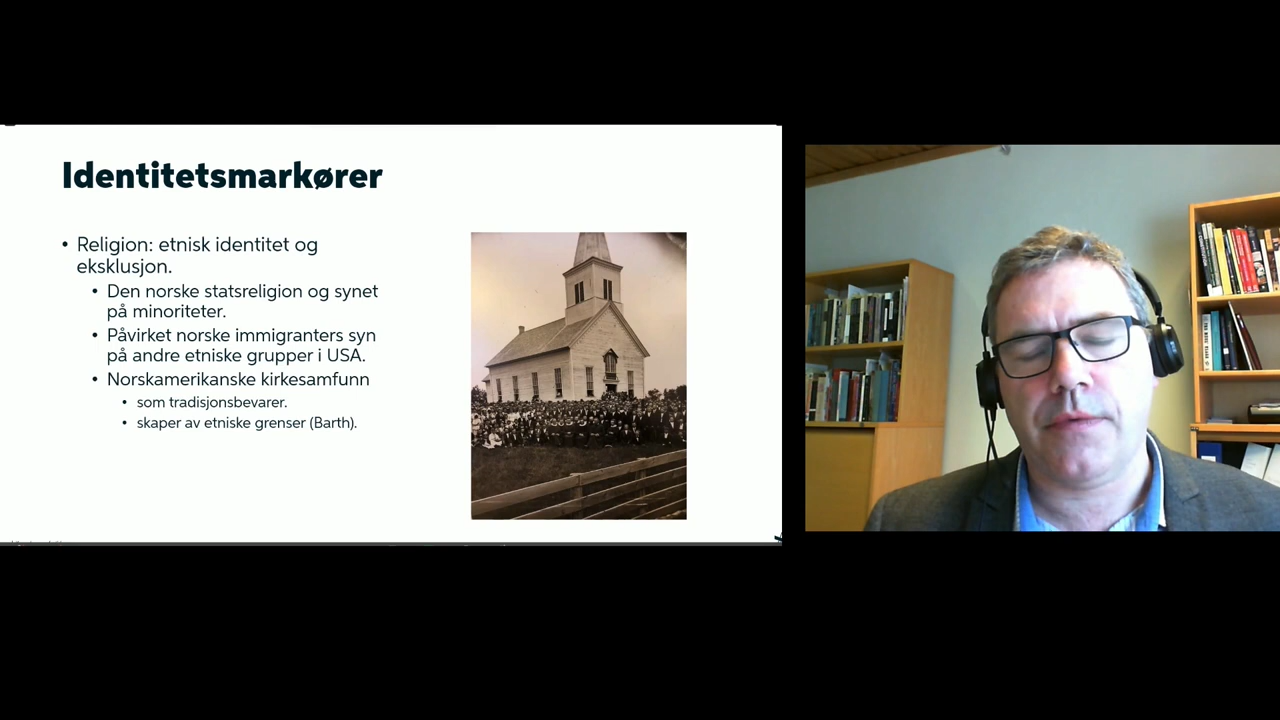 Identitetsmarkører
• Religion: etnisk identitet og
eksklusjon.
• Den norske statsreligion og synet
på minoriteter.
• Påvirket norske immigranters syn
på andre etniske grupper i USA.
• Norskamerikanske kirkesamfunn
• som tradisjonsbevarer.
• skaper av etniske grenser (Barth).